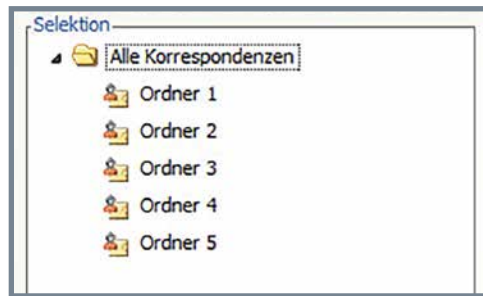 Selektion
Alle Korrespondenzen
Ordner 1
Ordner 2
Ordner 3
Ordner 4
Ordner 5